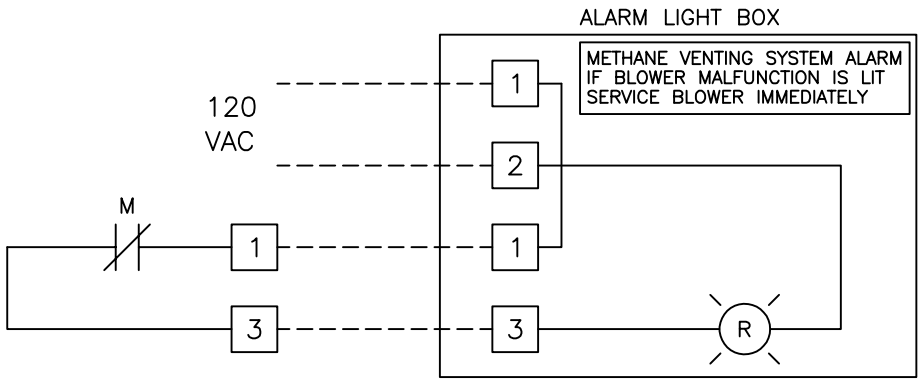 ALARM LIGHT BOX
METHANE VENTING SYSTEM ALARM
IF BLOWER MALFUNCTION IS LIT
SERVICE BLOWER IMMEDIATELY
1
120
VAC
2
M
1
1
3
3
R